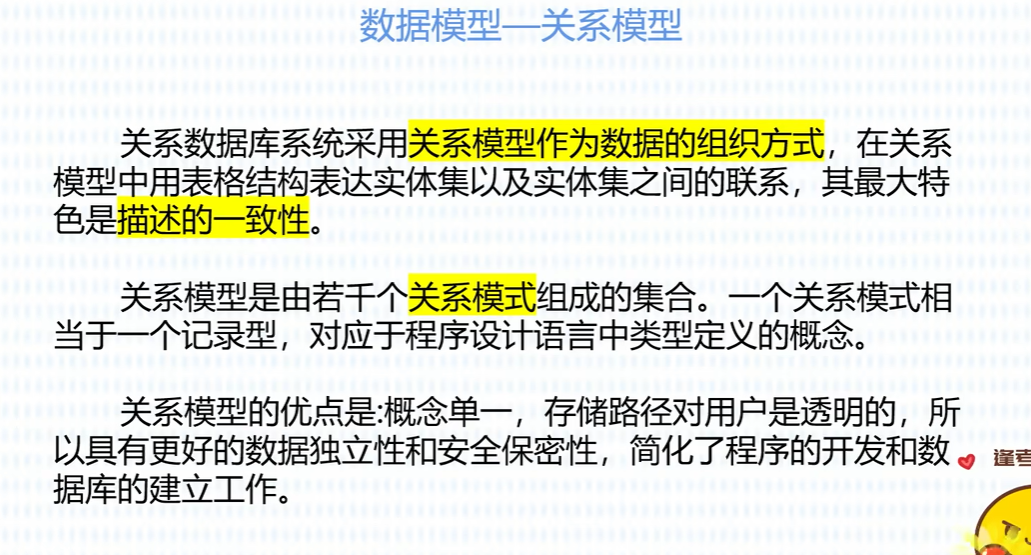 数据模型—关系模型
关系数据库系统采用关系模型作为数据的组织方式，在关系
模型中用表格结构表达实体集以及实体集之间的联系，其最大特
色是描述的一致性。
关系模型是由若干个关系模式组成的集合。一个关系模式相
当于一个记录型，对应于程序设计语言中类型定义的概念。
关系模型的优点是:概念单一，存储路径对用户是透明的，所
以具有更好的数据独立性和安全保密性，简化了程序的开发和数
据库的建立工作。
逢考